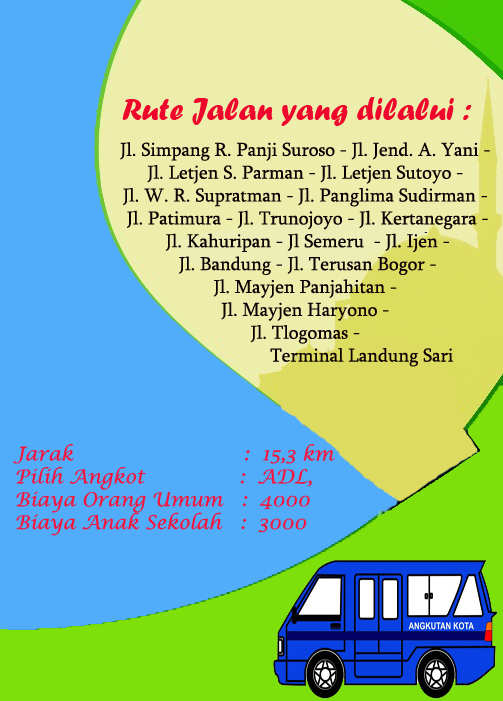 Rute Jalan yang dilalui :
Jl. Simpang R. Panji Suroso - Jl. Jend. A. Yani -
Jl. Letjen S. Parman - Jl. Letjen Sutoyo -
Jl. W. R. Supratman - Jl. Panglima Sudirman -
Jl. Patimura - Jl. Trunojoyo - Jl. Kertanegara -
Jl. Kahuripan - Jl Semeru - Jl. Ijen -
Jl. Bandung - Jl. Terusan Bogor -
Jl. Mayjen Panjahitan -
Jl. Mayjen Haryono -
Jl. Tlogomas -
Terminal Landung Sari
Jarak : 15,3 km
Pilih Angkot : ADL,
Biaya Orang Umum : 4000
Biaya Anak Sekolah : 3000
ANGKUTAN KOTA